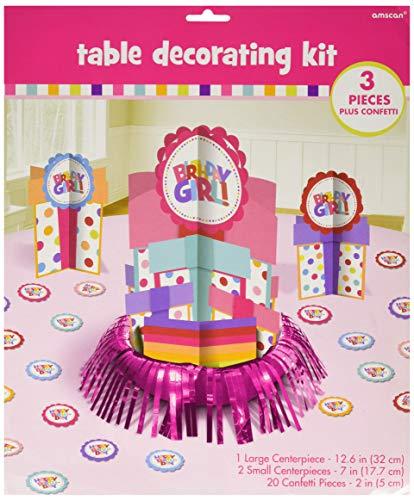 amscan®
table decorating kit
3
PIECES
PLUS CONFETTI
BIRTHDAY
GIRL!
BIRTHDAY
GIRL!
BIRTHDAY
GIRL!
1 Large Centerpiece - 12.6 in (32 cm)
2 Small Centerpieces - 7 in (17.7 cm)
20 Confetti Pieces - 2 in (5 cm)